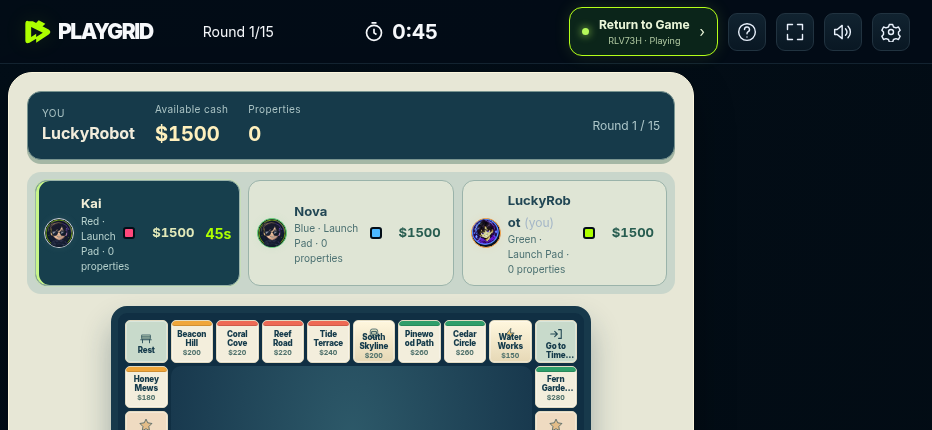 PLAYGRID
Round 1/15
0:45
Return to Game
RLV73H · Playing
YOU
LuckyRobot
Available cash
$1500
Properties
0
Round 1 / 15
Kai
Red ·
Launch
Pad · 0
properties
$1500
45s
Nova
Blue · Launch
Pad · 0
properties
$1500
LuckyRob
ot (you)
Green ·
Launch Pad ·
0 properties
$1500
Rest
Beacon
Hill
$200
Coral
Cove
$220
Reef
Road
$220
Tide
Terrace
$240
South
Skyline
$200
Pinewo
od Path
$260
Cedar
Circle
$260
Water
Works
$150
Go to
Time...
Honey
Mews
$180
Fern
Garde...
$280